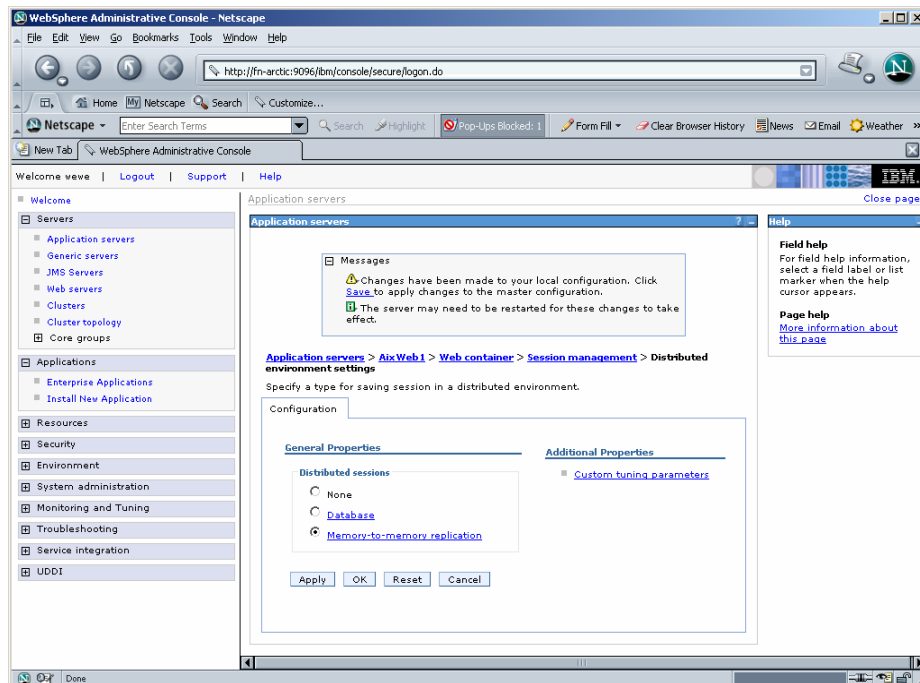 WebSphere Administrative Console - Netscape
File Edit View Go Bookmarks Tools Window Help
http://fn-arctic:9096/ibm/console/secure/logon.do
Home My Netscape Search Customize...
Netscape Enter Search Terms Search Highlight Pop-Ups Blocked: 1 Form Fill Clear Browser History News Email Weather »
New Tab WebSphere Administrative Console
Welcome wewe | Logout | Support | Help IBM.
Welcome
Servers
Application servers
Generic servers
JMS Servers
Web servers
Clusters
Cluster topology
Core groups
Applications
Enterprise Applications
Install New Application
Resources
Security
Environment
System administration
Monitoring and Tuning
Troubleshooting
Service integration
UDDI
Application servers Close page
Application servers ? –
Messages
Changes have been made to your local configuration. Click
Save to apply changes to the master configuration.
The server may need to be restarted for these changes to take
effect.
Application servers > AixWeb1 > Web container > Session management > Distributed
environment settings
Specify a type for saving session in a distributed environment.
Configuration
General Properties
Distributed sessions
None
Database
Memory-to-memory replication
Additional Properties
Custom tuning parameters
Apply OK Reset Cancel
Help
Field help
For field help information,
select a field label or list
marker when the help
cursor appears.
Page help
More information about
this page
Done